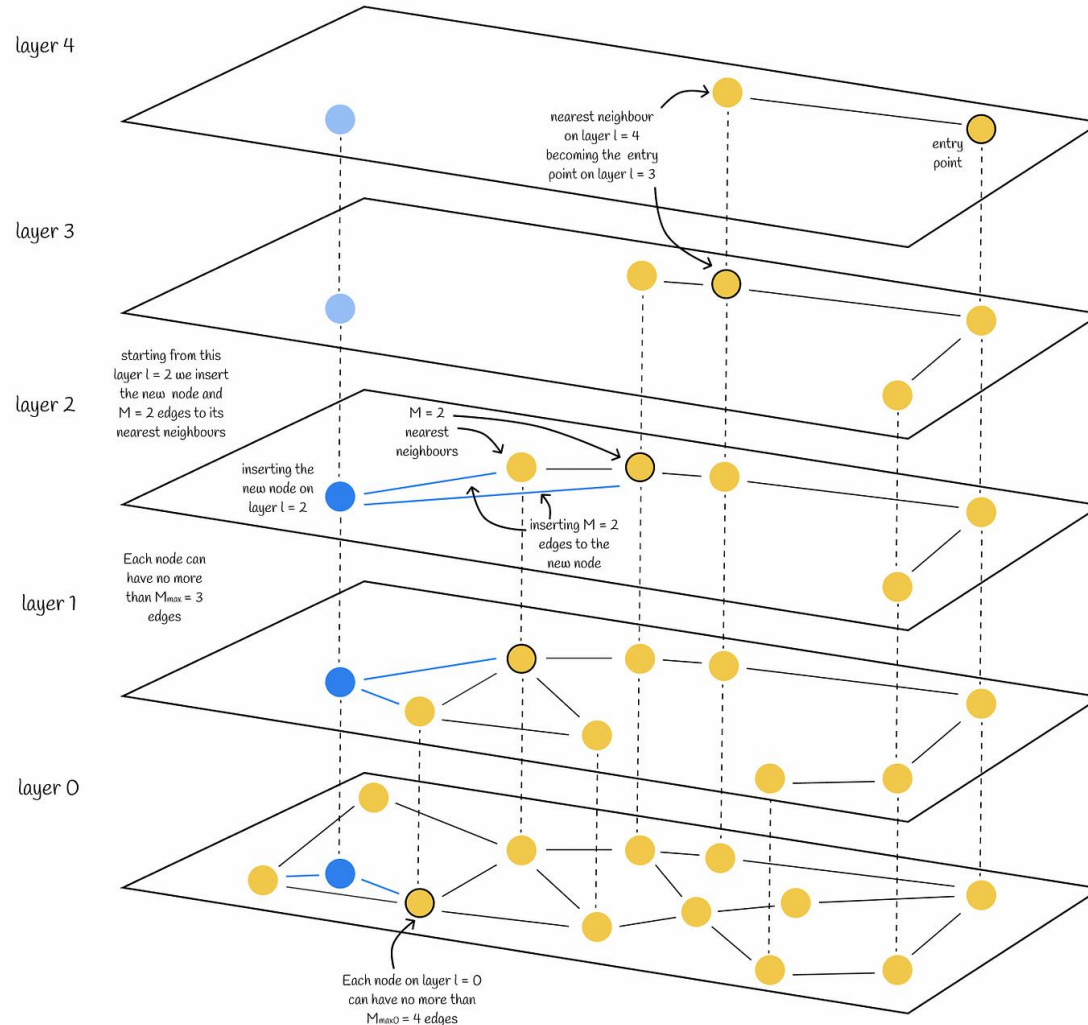 layer 4
nearest neighbour
on layer l = 4
becoming the entry
point on layer l = 3
entry
point
layer 3
starting from this
layer l = 2 we insert
the new node and
M = 2 edges to its
nearest neighbours
layer 2
M = 2
nearest
neighbours
inserting the
new node on
layer l = 2
inserting M = 2
edges to the
new node
Each node can
have no more
than Mmax = 3
edges
layer 1
layer 0
Each node on layer l = 0
can have no more than
Mmax0 = 4 edges